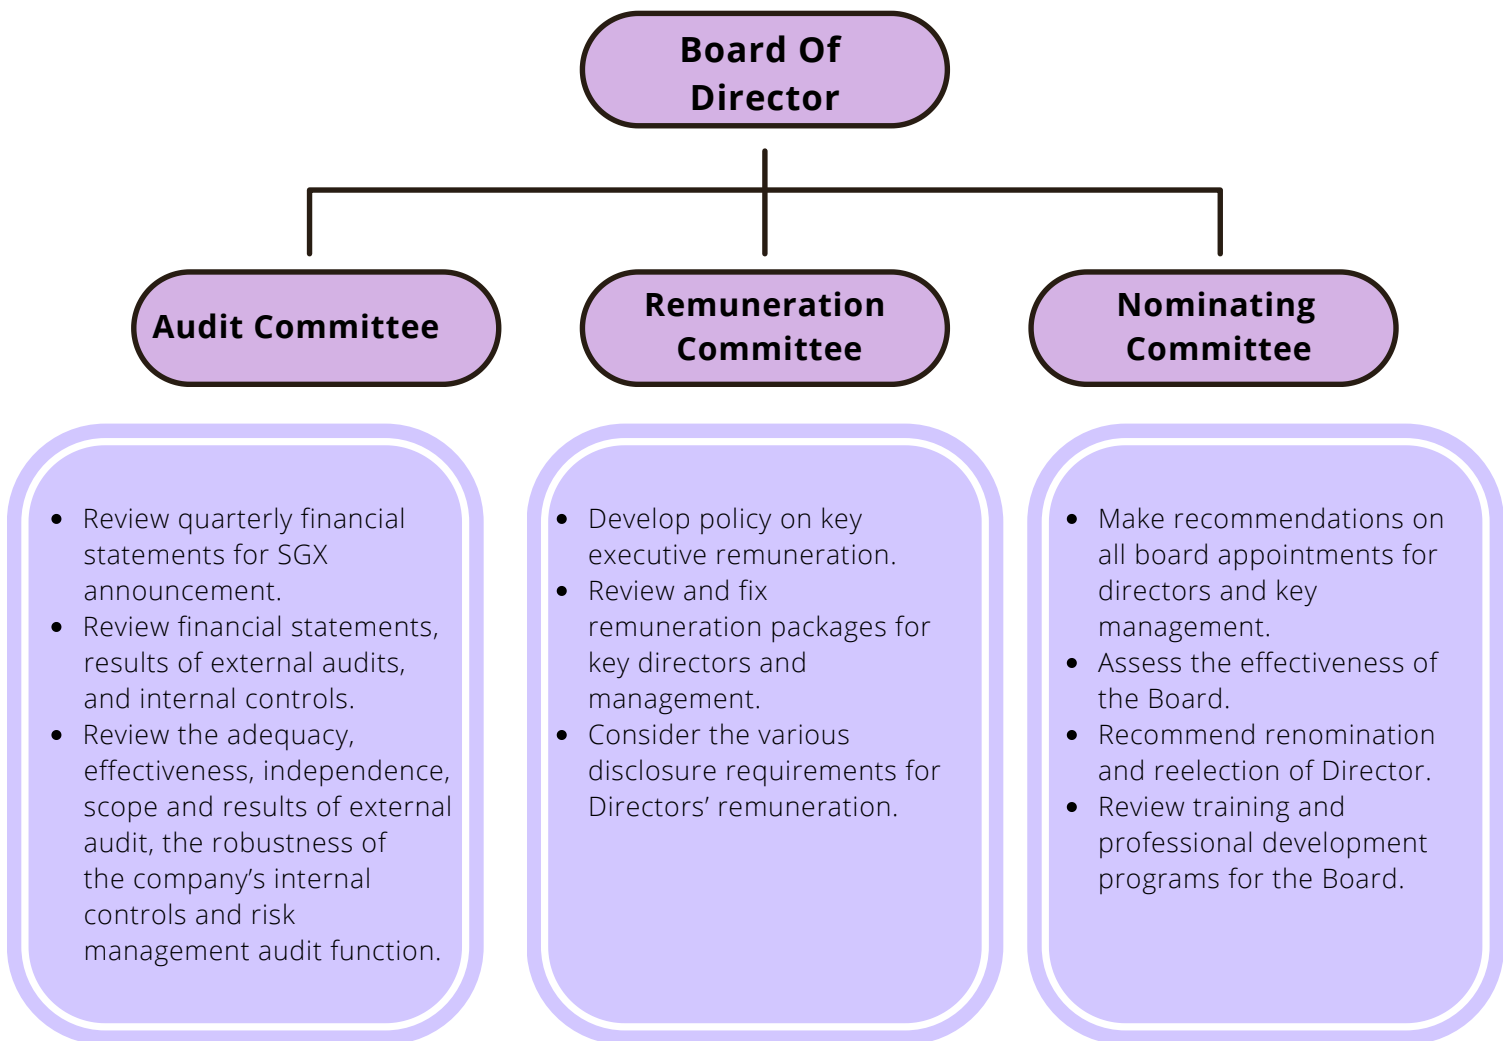 Board Of
Director
Audit Committee
Remuneration
Committee
Nominating
Committee
• Review quarterly financial
statements for SGX
announcement.
• Review financial statements,
results of external audits,
and internal controls.
• Review the adequacy,
effectiveness, independence,
scope and results of external
audit, the robustness of
the company’s internal
controls and risk
management audit function.
• Develop policy on key
executive remuneration.
• Review and fix
remuneration packages for
key directors and
management.
• Consider the various
disclosure requirements for
Directors’ remuneration.
• Make recommendations on
all board appointments for
directors and key
management.
• Assess the effectiveness of
the Board.
• Recommend renomination
and reelection of Director.
• Review training and
professional development
programs for the Board.